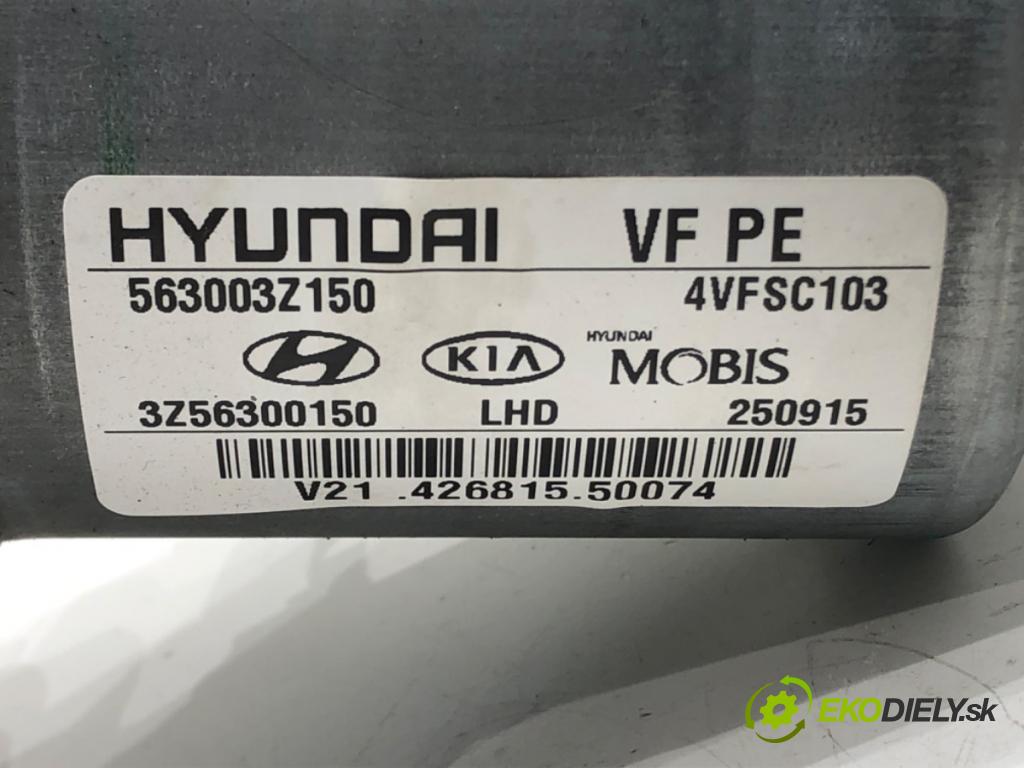 HYUNDAI VF PE
563003Z150 4VFSC103
KIA HYUNDAI MOBIS
3Z56300150 LHD 250915
V21 .426815.50074
EKODIELY.sk